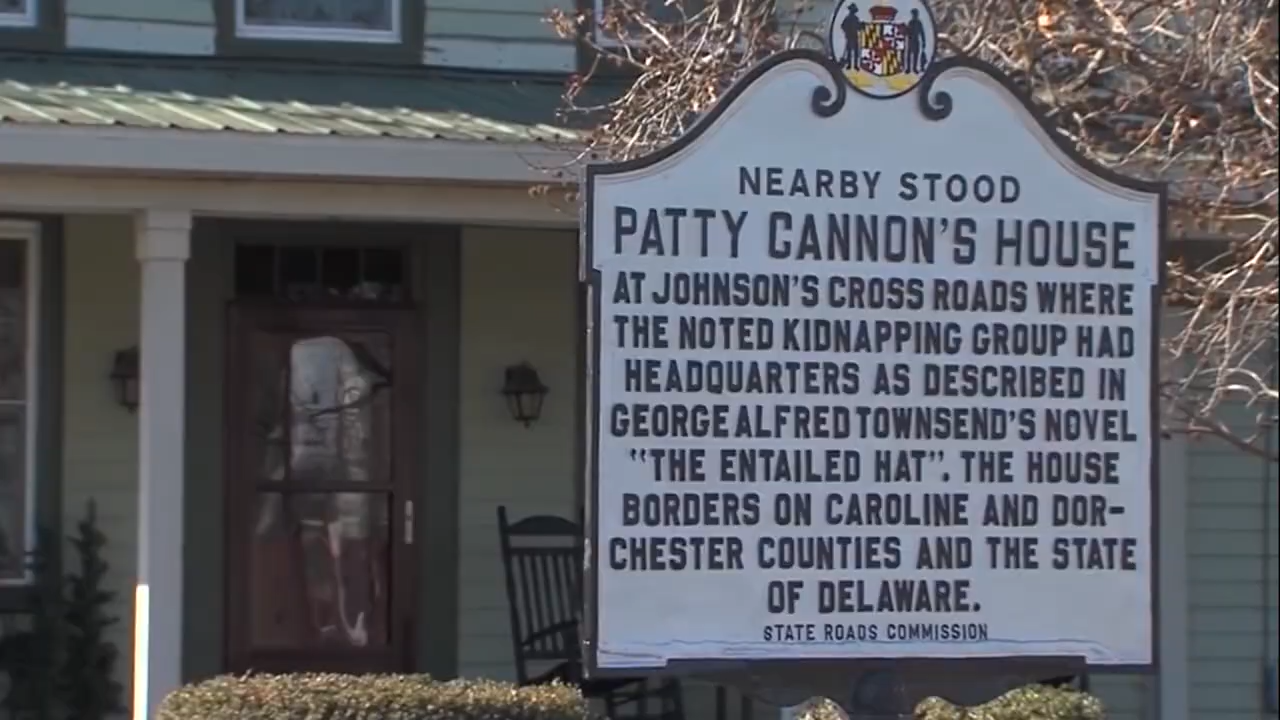 NEARBY STOOD
PATTY CANNON'S HOUSE
AT JOHNSON'S CROSS ROADS WHERE
THE NOTED KIDNAPPING GROUP HAD
HEADQUARTERS AS DESCRIBED IN
GEORGE ALFRED TOWNSEND'S NOVEL
"THE ENTAILED HAT". THE HOUSE
BORDERS ON CAROLINE AND DOR-
CHESTER COUNTIES AND THE STATE
OF DELAWARE.
STATE ROADS COMMISSION